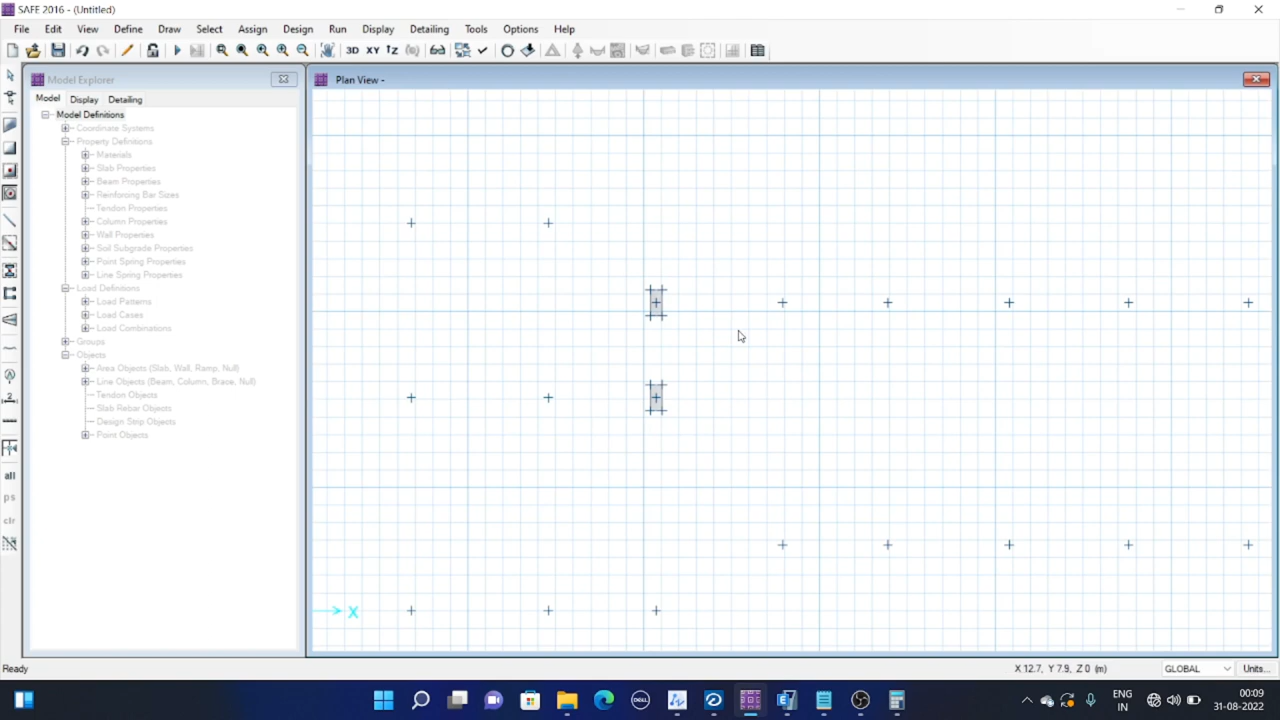 SAFE 2016 - (Untitled)
File Edit View Define Draw Select Assign Design Run Display Detailing Tools Options Help
3D XY
Model Explorer
Plan View -
Model Display Detailing
Model Definitions
Coordinate Systems
Property Definitions
Materials
Slab Properties
Beam Properties
Reinforcing Bar Sizes
Tendon Properties
Column Properties
Wall Properties
Soil Subgrade Properties
Point Spring Properties
Line Spring Properties
Load Definitions
Load Patterns
Load Cases
Load Combinations
Groups
Objects
Area Objects (Slab, Wall, Ramp, Null)
Line Objects (Beam, Column, Brace, Null)
Tendon Objects
Slab Rebar Objects
Design Strip Objects
Point Objects
all
ps
clr
X
Ready
X 12.7, Y 7.9, Z 0 (m)
GLOBAL
Units...
DELL
ENG
IN
00:09
31-08-2022